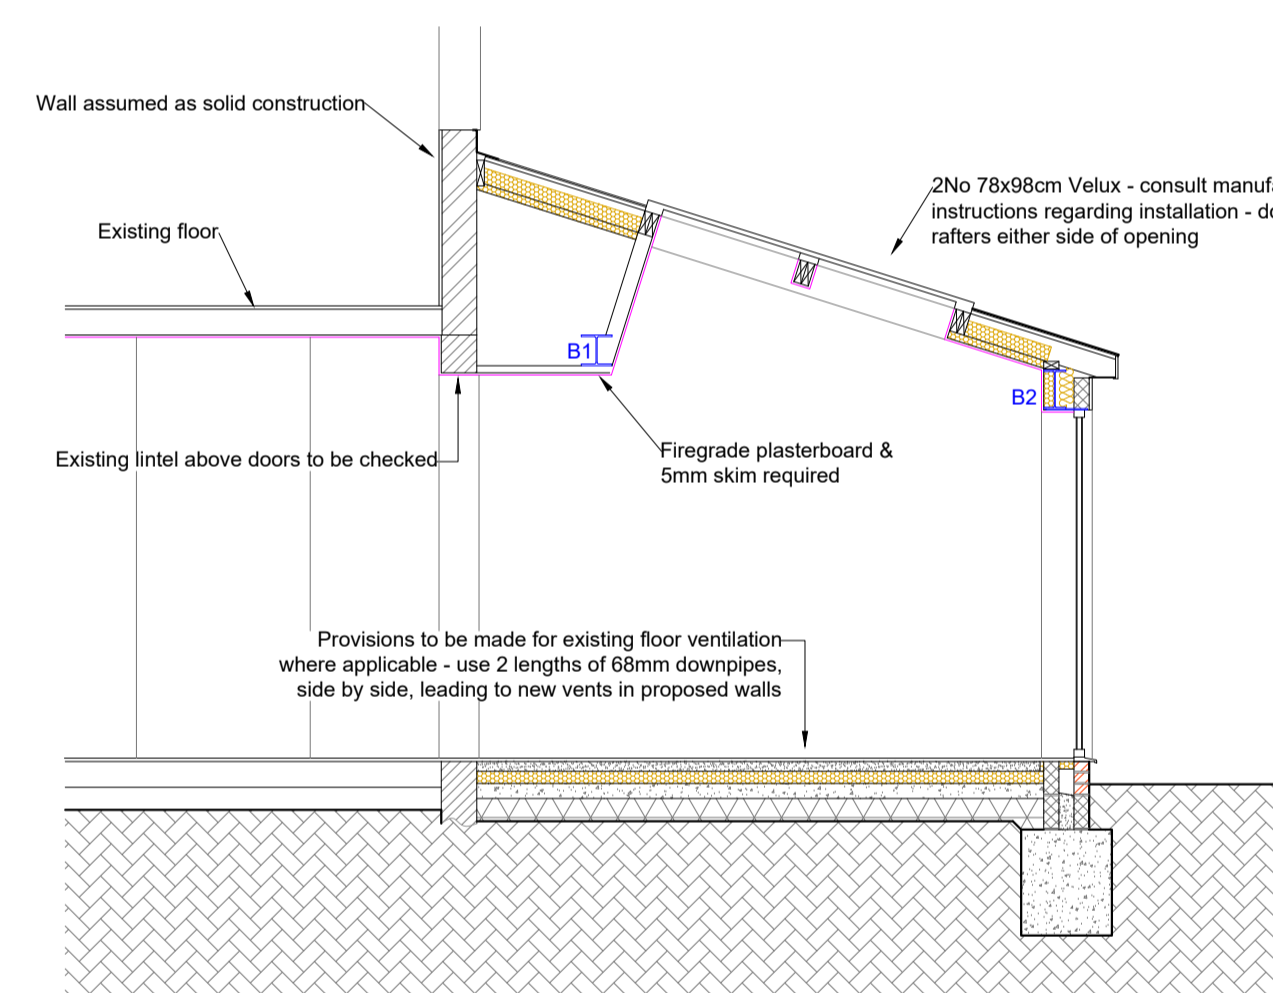 Wall assumed as solid construction
2No 78x98cm Velux - consult
instructions regarding installation -
rafters either side of opening
Existing floor
B1
B2
Existing lintel above doors to be checked
Firegrade plasterboard &
5mm skim required
Provisions to be made for existing floor ventilation
where applicable - use 2 lengths of 68mm downpipes,
side by side, leading to new vents in proposed walls